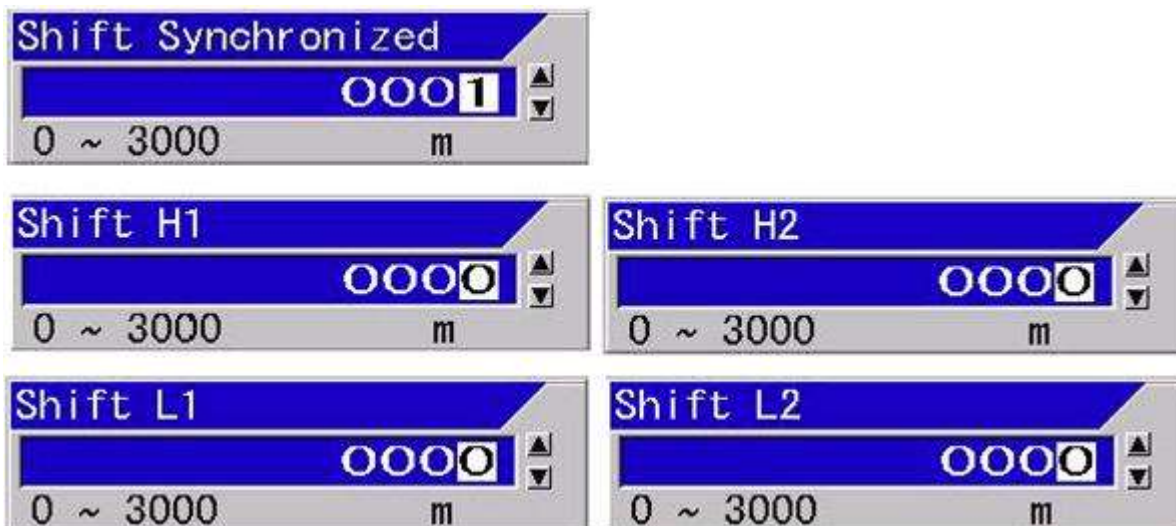 Shift Synchronized
0001
0 ~ 3000 m
Shift H1
0000
0 ~ 3000 m
Shift H2
0000
0 ~ 3000 m
Shift L1
0000
0 ~ 3000 m
Shift L2
0000
0 ~ 3000 m